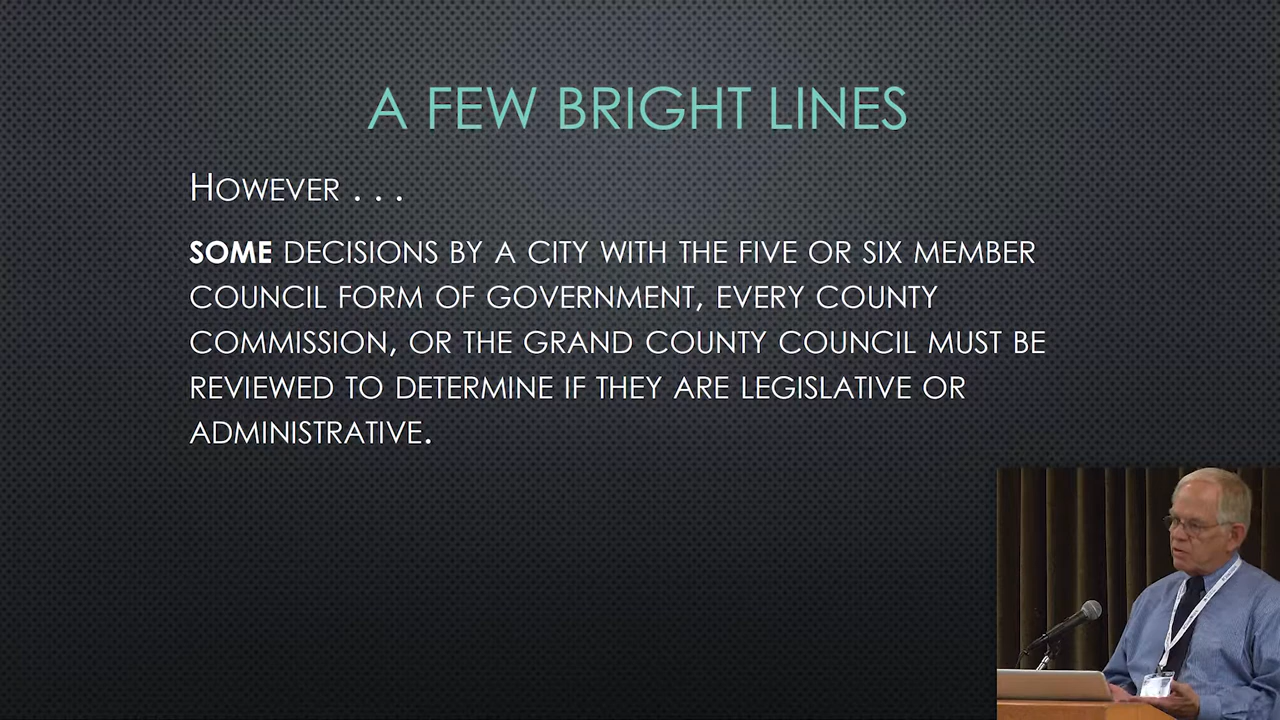 A FEW BRIGHT LINES
HOWEVER . . .
SOME DECISIONS BY A CITY WITH THE FIVE OR SIX MEMBER
COUNCIL FORM OF GOVERNMENT, EVERY COUNTY
COMMISSION, OR THE GRAND COUNTY COUNCIL MUST BE
REVIEWED TO DETERMINE IF THEY ARE LEGISLATIVE OR
ADMINISTRATIVE.